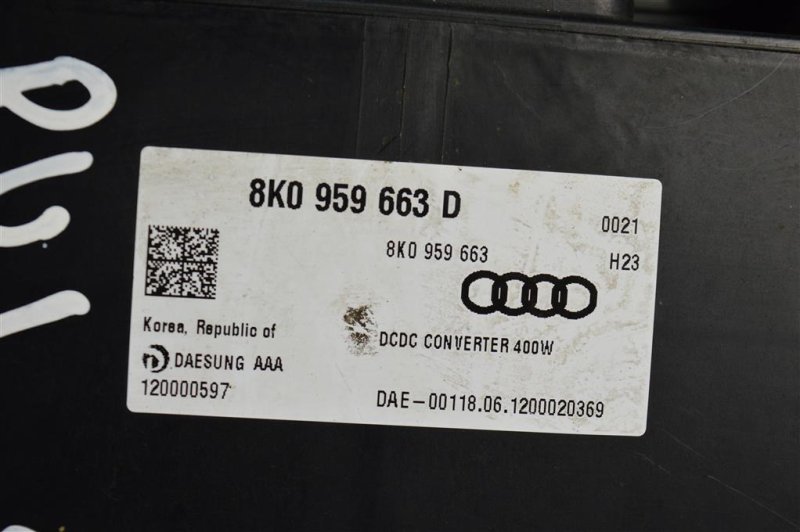 8K0 959 663 D
0021
8K0 959 663
H23
Korea, Republic of
DCDC CONVERTER 400W
DAESUNG AAA
120000597
DAE-00118.06.1200020369